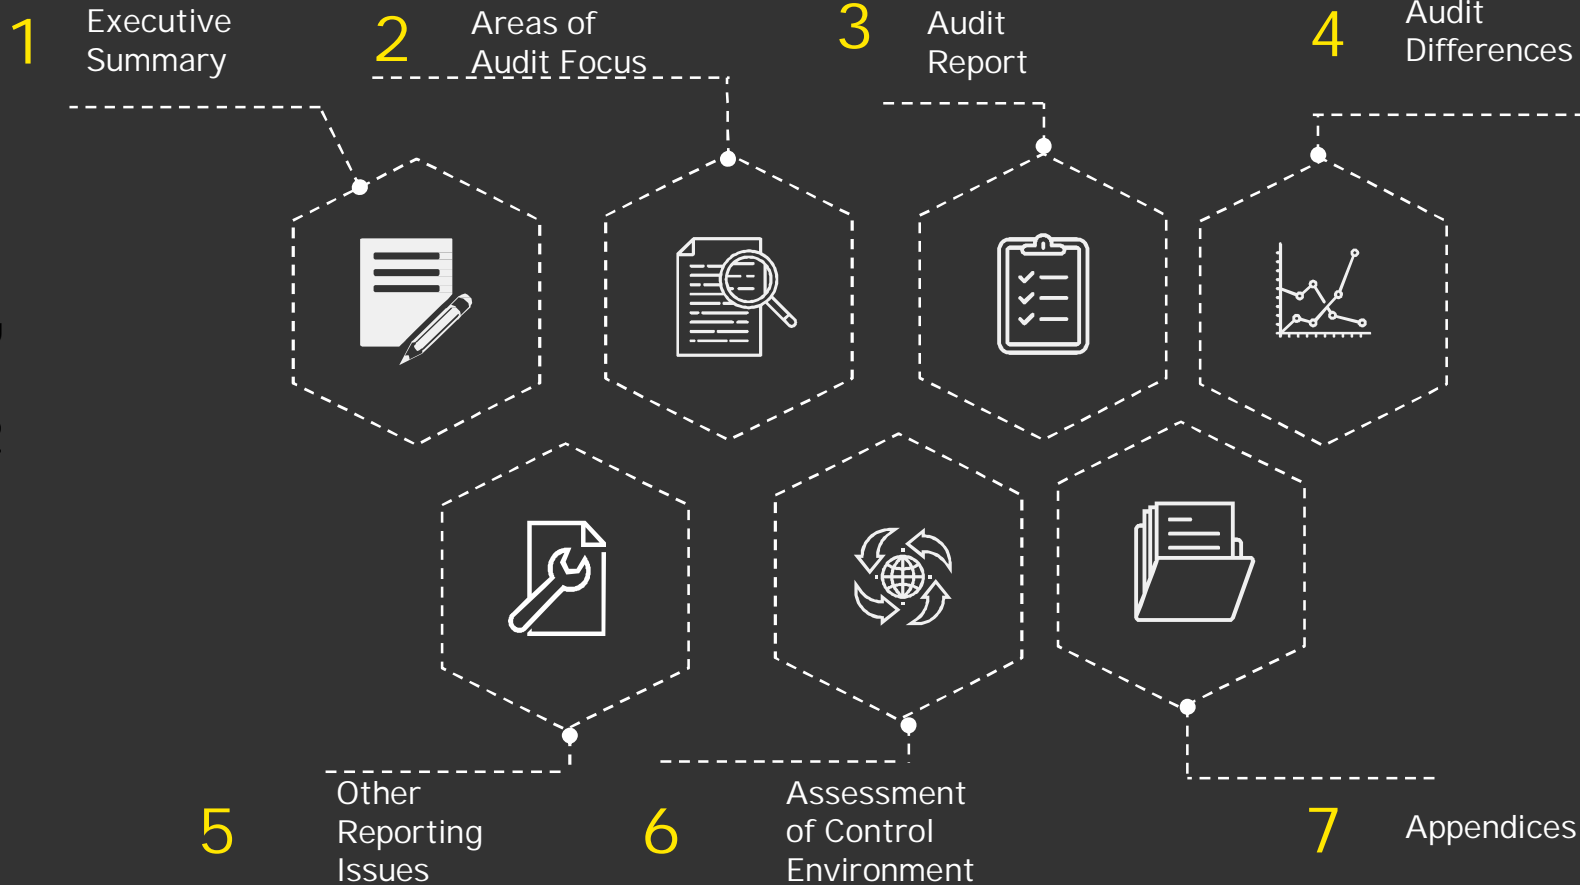 1
Executive
Summary
2
Areas of
Audit Focus
3
Audit
Report
4
Audit
Differences
5
Other
Reporting
Issues
6
Assessment
of Control
Environment
7
Appendices